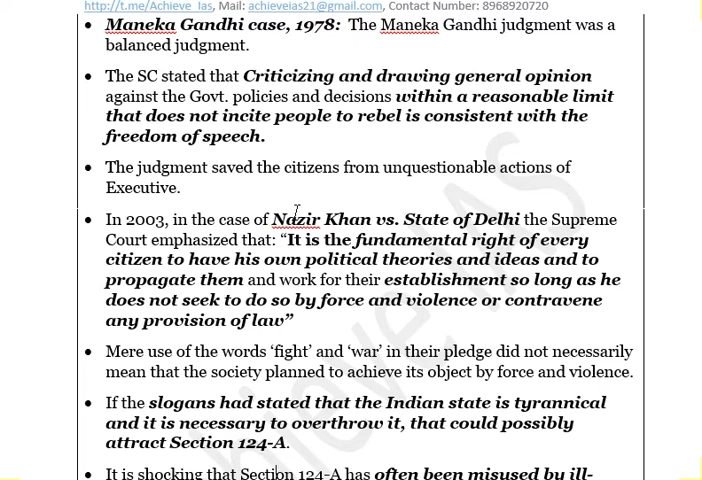 http://t.me/Achieve_Ias, Mail: achieveias21@gmail.com, Contact Number: 8968920720
• Maneka Gandhi case, 1978: The Maneka Gandhi judgment was a
balanced judgment.
• The SC stated that Criticizing and drawing general opinion
against the Govt. policies and decisions within a reasonable limit
that does not incite people to rebel is consistent with the
freedom of speech.
• The judgment saved the citizens from unquestionable actions of
Executive.
• In 2003, in the case of Nazir Khan vs. State of Delhi the Supreme
Court emphasized that: “It is the fundamental right of every
citizen to have his own political theories and ideas and to
propagate them and work for their establishment so long as he
does not seek to do so by force and violence or contravene
any provision of law”
• Mere use of the words ‘fight’ and ‘war’ in their pledge did not necessarily
mean that the society planned to achieve its object by force and violence.
• If the slogans had stated that the Indian state is tyrannical
and it is necessary to overthrow it, that could possibly
attract Section 124-A.
• It is shocking that Section 124-A has often been misused by ill-